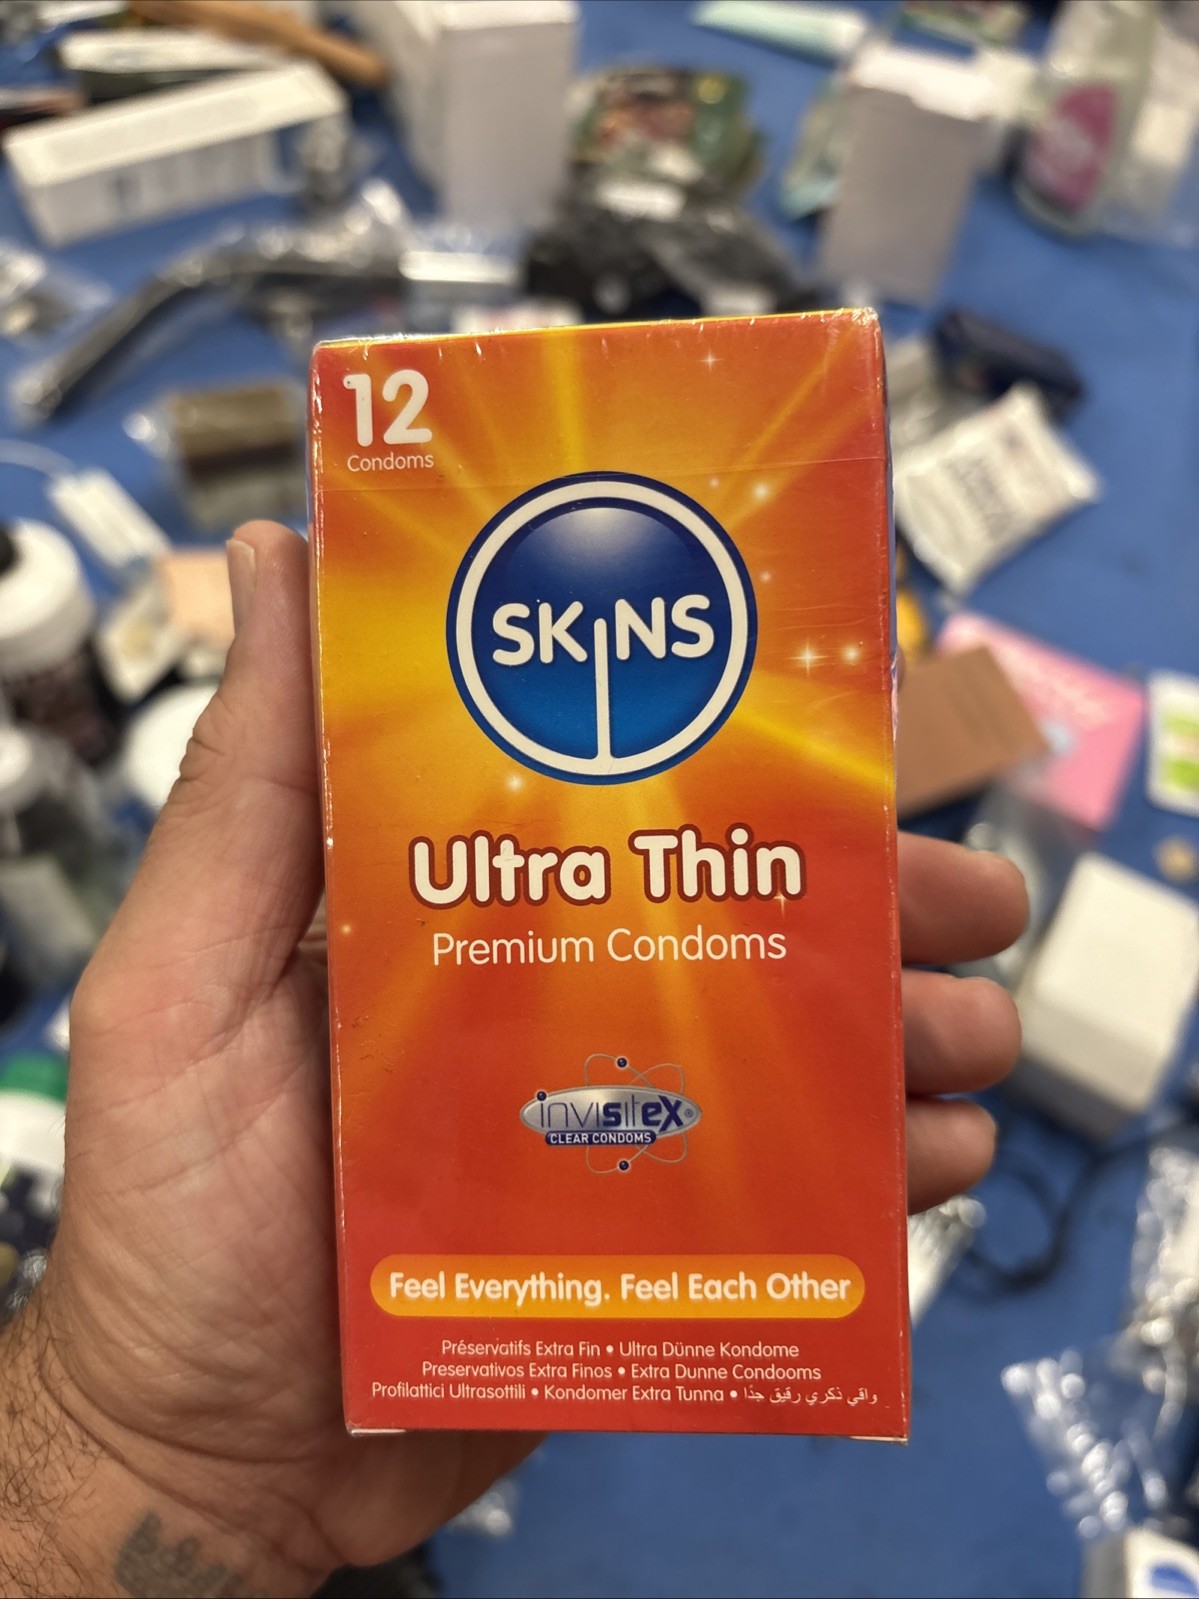 12
Condoms
SKINS
Ultra Thin
Premium Condoms
invisitex®
CLEAR CONDOMS
Feel Everything. Feel Each Other
Préservatifs Extra Fin • Ultra Dünne Kondome
Preservativos Extra Finos • Extra Dunne Condooms
Profilattici Ultrasottili • Kondomer Extra Tunna • واقي ذكري رقيق جدًا